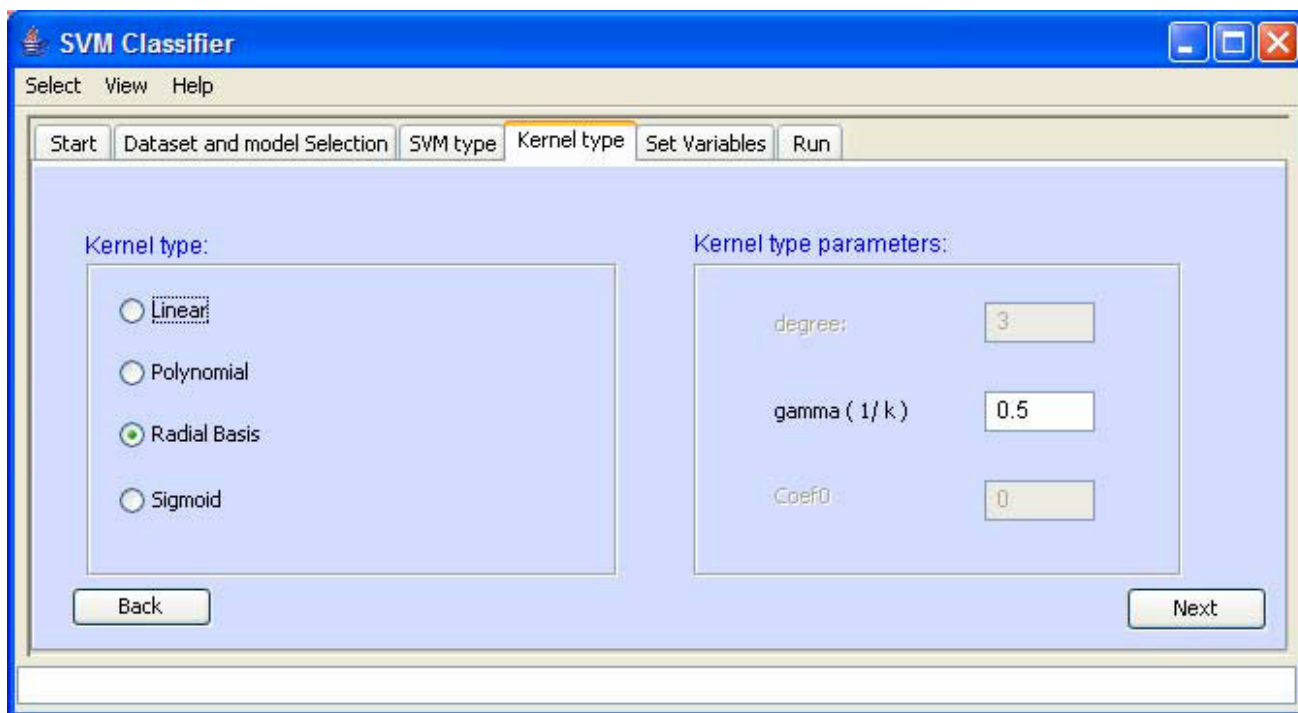 SVM Classifier
Select View Help
Start Dataset and model Selection SVM type Kernel type Set Variables Run
Kernel type:
Linear
Polynomial
Radial Basis
Sigmoid
Kernel type parameters:
degree: 3
gamma ( 1/ k ) 0.5
Coef0 0
Back
Next